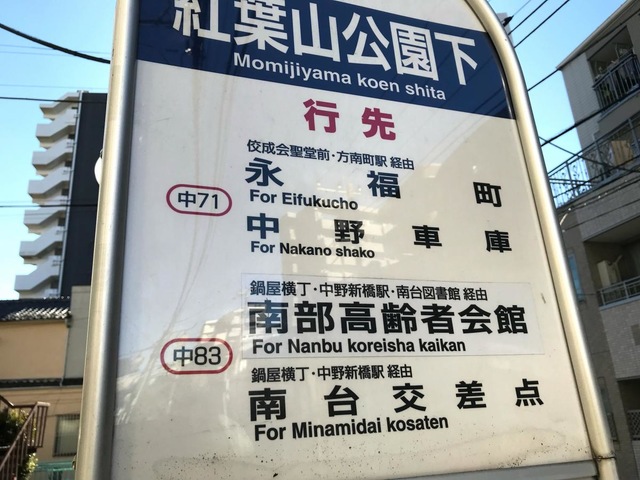 紅葉山公園下
Momijiyama koen shita
行先
佼成会聖堂前・方南町駅 経由
中71
永福町
For Eifukucho
中野車庫
For Nakano shako
鍋屋横丁・中野新橋駅・南台図書館 経由
南部高齢者会館
For Nanbu koreisha kaikan
中83
鍋屋横丁・中野新橋駅 経由
南台交差点
For Minamidai kosaten